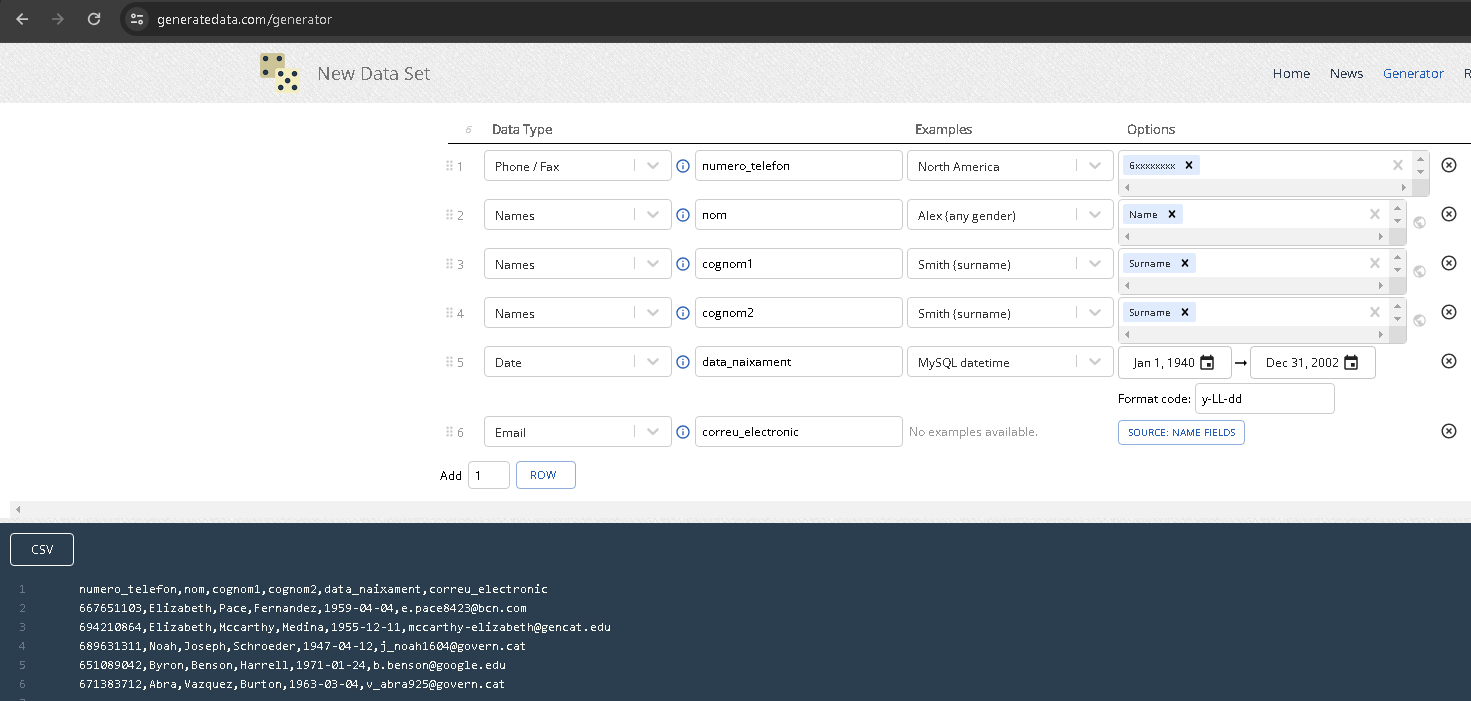 generatedata.com/generator
New Data Set Home News Generator R
6 Data Type Examples Options
1 Phone / Fax numero_telefon North America 6xxxxxxxx
2 Names nom Alex (any gender) Name
3 Names cognom1 Smith (surname) Surname
4 Names cognom2 Smith (surname) Surname
5 Date data_naixament MySQL datetime Jan 1, 1940 → Dec 31, 2002
Format code: y-LL-dd
6 Email correu_electronic No examples available. SOURCE: NAME FIELDS
Add 1 ROW
CSV
1 numero_telefon,nom,cognom1,cognom2,data_naixament,correu_electronic
2 667651103,Elizabeth,Pace,Fernandez,1959-04-04,e.pace8423@bcn.com
3 694210864,Elizabeth,Mccarthy,Medina,1955-12-11,mccarthy-elizabeth@gencat.edu
4 689631311,Noah,Joseph,Schroeder,1947-04-12,j_noah1604@govern.cat
5 651089042,Byron,Benson,Harrell,1971-01-24,b.benson@google.edu
6 671383712,Abra,Vazquez,Burton,1963-03-04,v_abra925@govern.cat